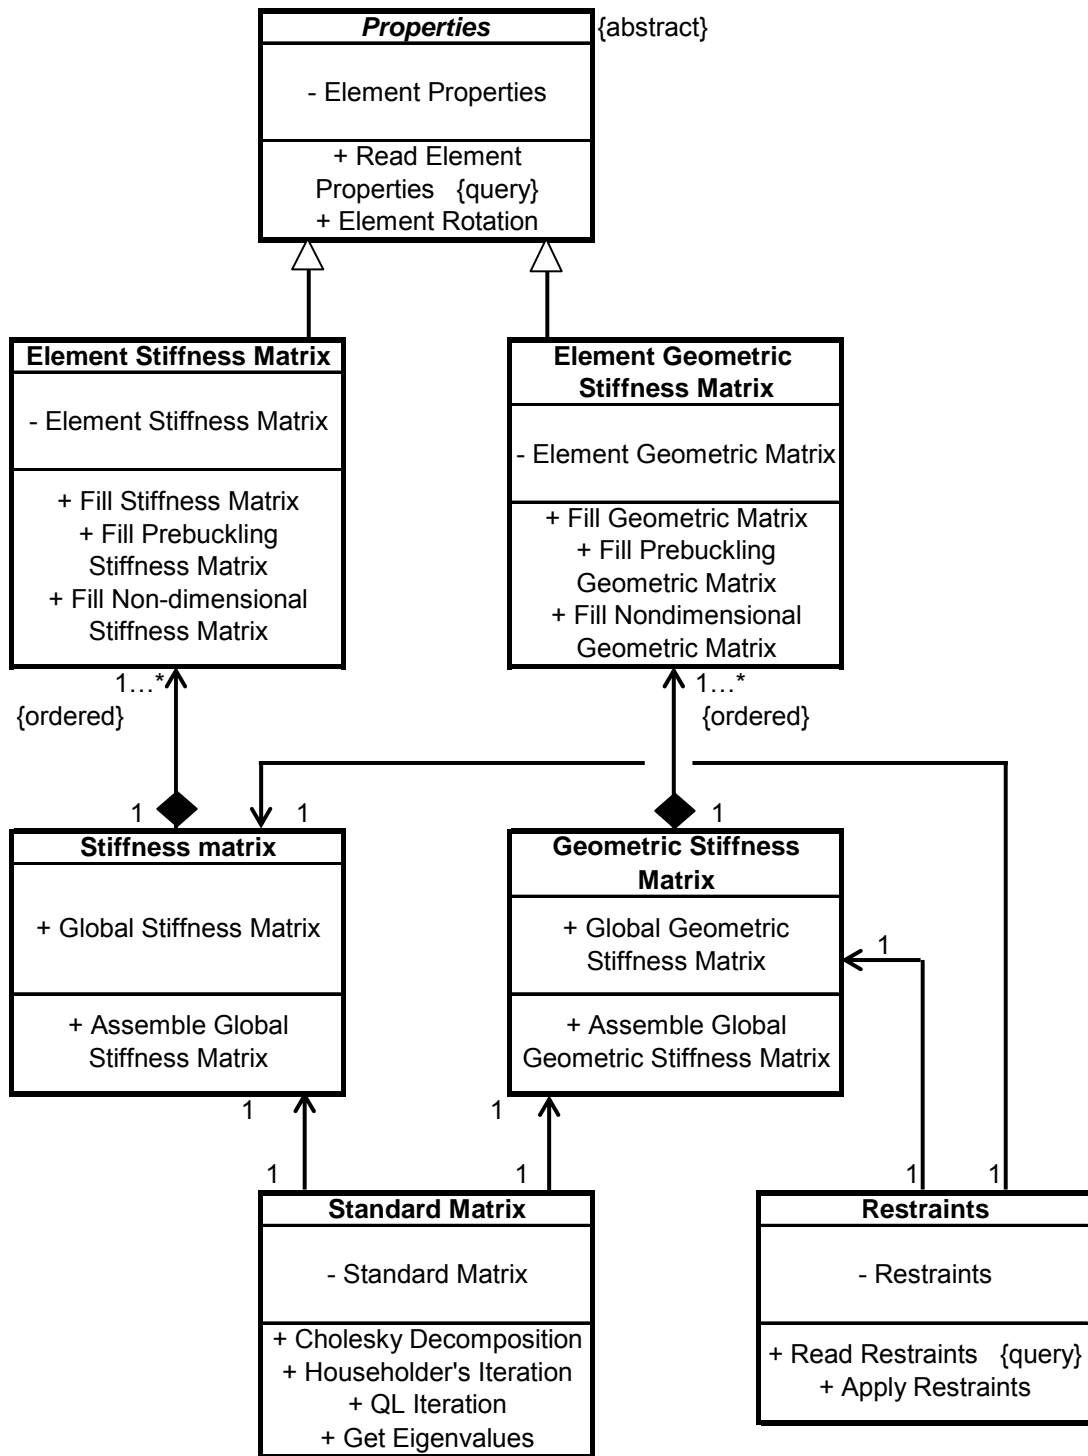 Properties
{abstract}
- Element Properties
+ Read Element
Properties {query}
+ Element Rotation
Element Stiffness Matrix
- Element Stiffness Matrix
+ Fill Stiffness Matrix
+ Fill Prebuckling
Stiffness Matrix
+ Fill Non-dimensional
Stiffness Matrix
Element Geometric
Stiffness Matrix
- Element Geometric Matrix
+ Fill Geometric Matrix
+ Fill Prebuckling
Geometric Matrix
+ Fill Nondimensional
Geometric Matrix
1...*
{ordered}
1...*
{ordered}
1
1
1
Stiffness matrix
+ Global Stiffness Matrix
+ Assemble Global
Stiffness Matrix
Geometric Stiffness
Matrix
+ Global Geometric
Stiffness Matrix
+ Assemble Global
Geometric Stiffness Matrix
1
1
1
1
1
1
1
Standard Matrix
- Standard Matrix
+ Cholesky Decomposition
+ Householder's Iteration
+ QL Iteration
+ Get Eigenvalues
Restraints
- Restraints
+ Read Restraints {query}
+ Apply Restraints